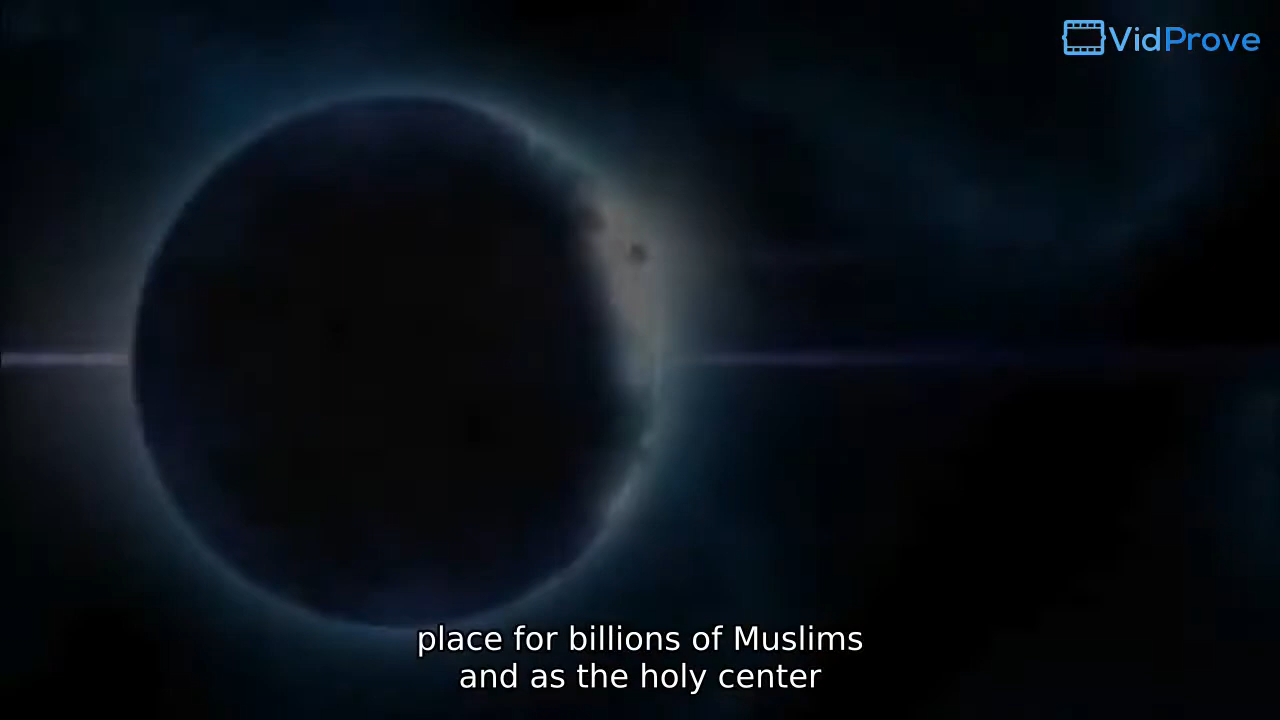 VidProve
place for billions of Muslims
and as the holy center